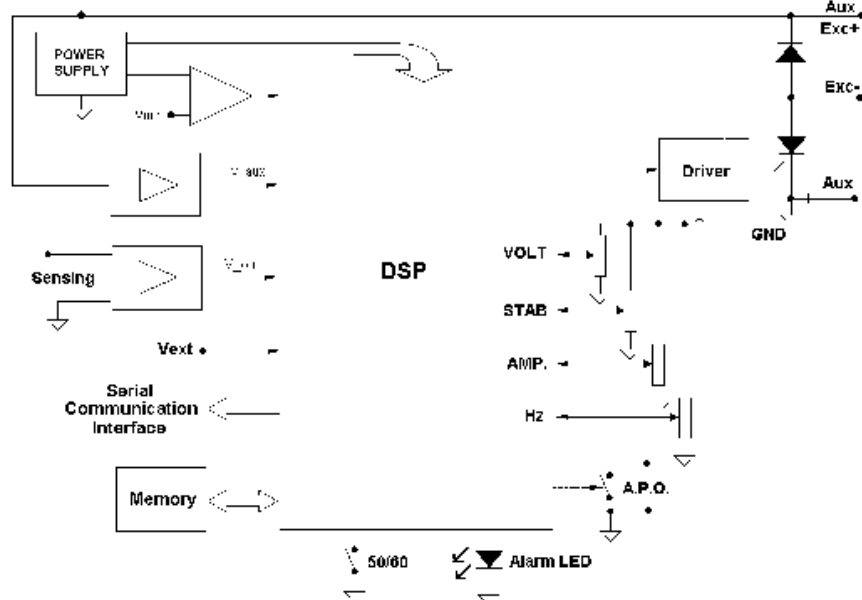 Aux
Exc+
POWER
SUPPLY
Exc-
Driver
Aux
GND
VOLT
DSP
Sensing
STAB
Vext
AMP.
Serial
Communication
Interface
Hz
Memory
A.P.O.
50/60
Alarm LED